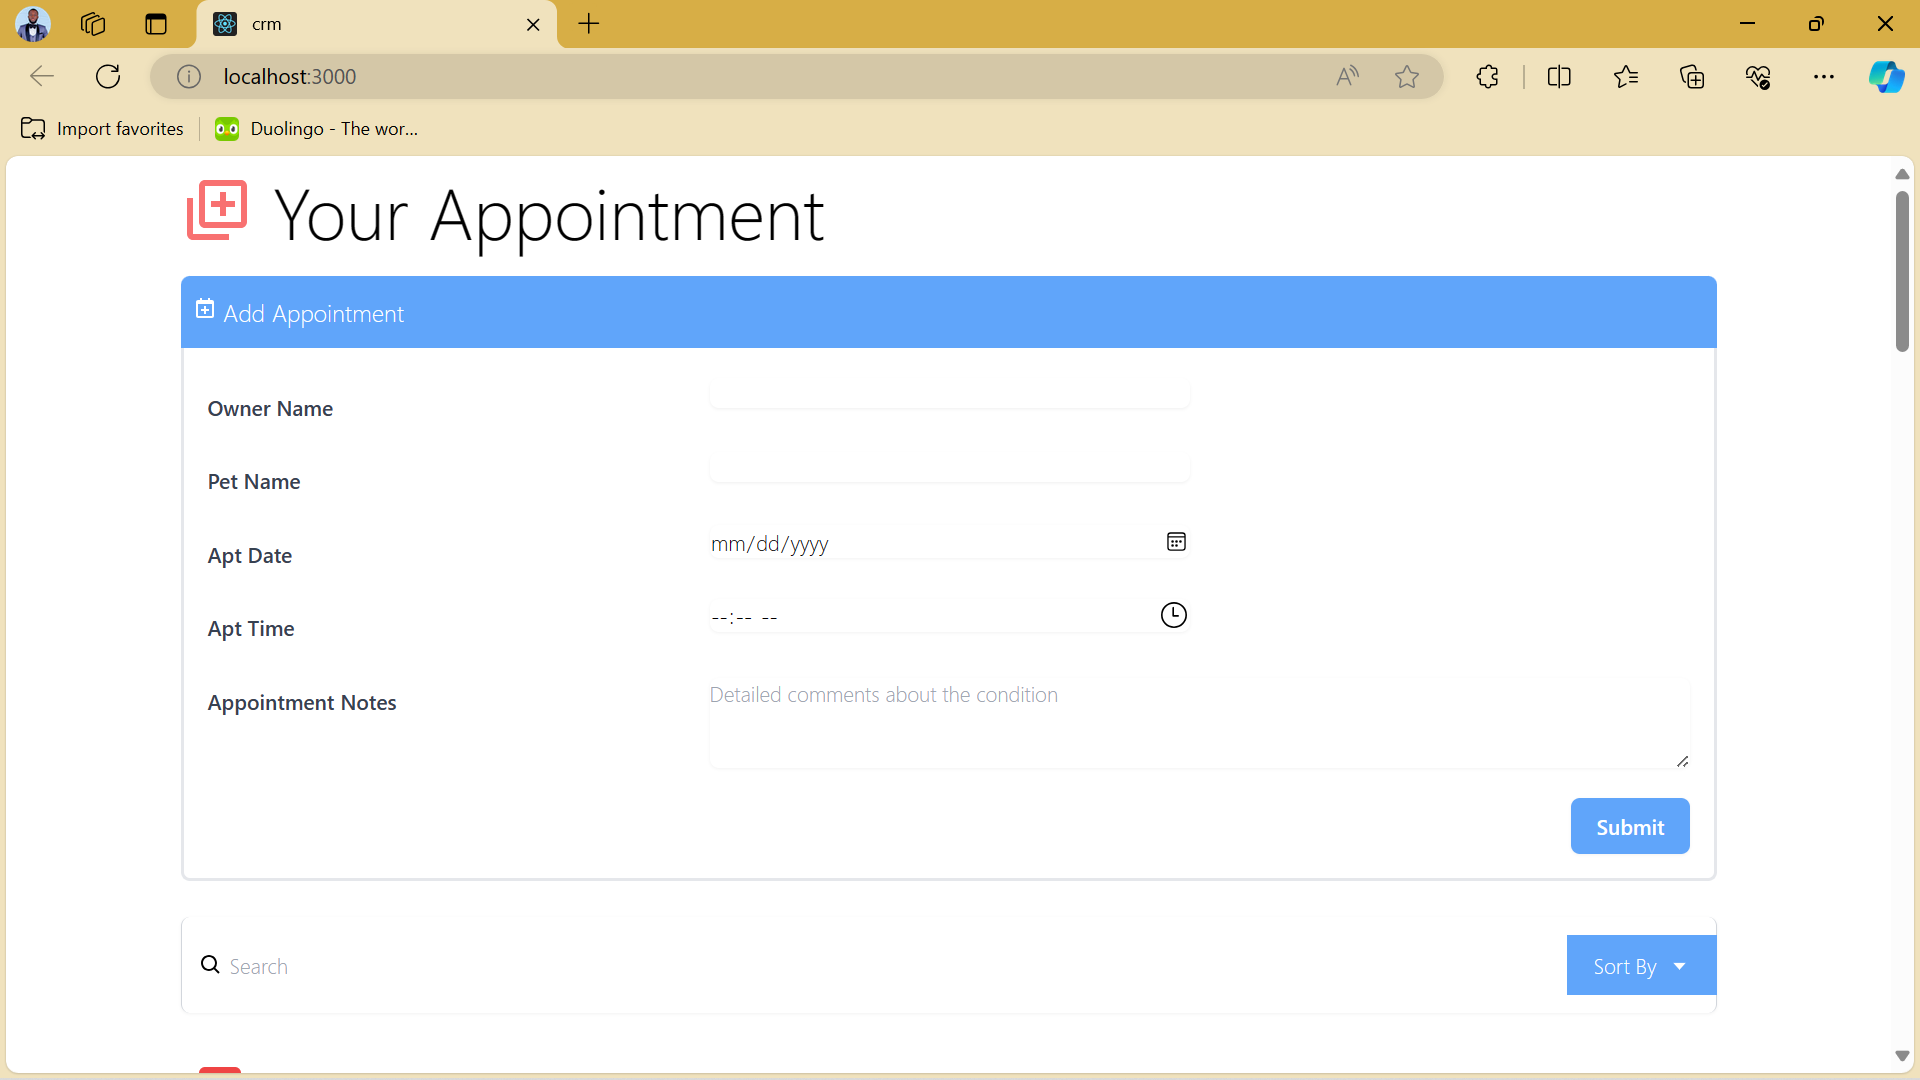 crm
localhost:3000
Import favorites
Duolingo - The wor...
Your Appointment
Add Appointment
Owner Name
Pet Name
Apt Date
mm/dd/yyyy
Apt Time
--:-- --
Appointment Notes
Detailed comments about the condition
Submit
Search
Sort By